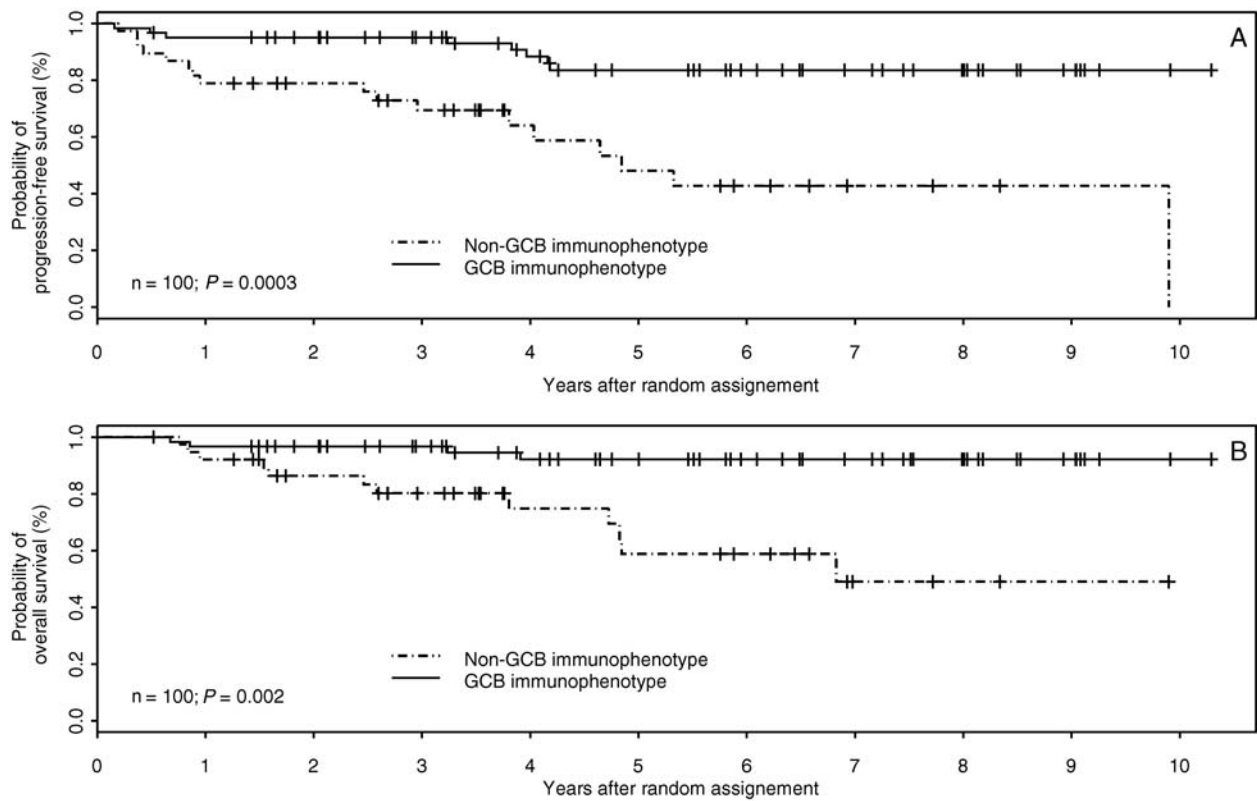 A
Probability of
progression-free survival (%)
1.0
0.8
0.6
0.4
0.2
0.0
Non-GCB immunophenotype
GCB immunophenotype
n = 100; P = 0.0003
0 1 2 3 4 5 6 7 8 9 10
Years after random assignement
B
Probability of
overall survival (%)
1.0
0.8
0.6
0.4
0.2
0.0
Non-GCB immunophenotype
GCB immunophenotype
n = 100; P = 0.002
0 1 2 3 4 5 6 7 8 9 10
Years after random assignement